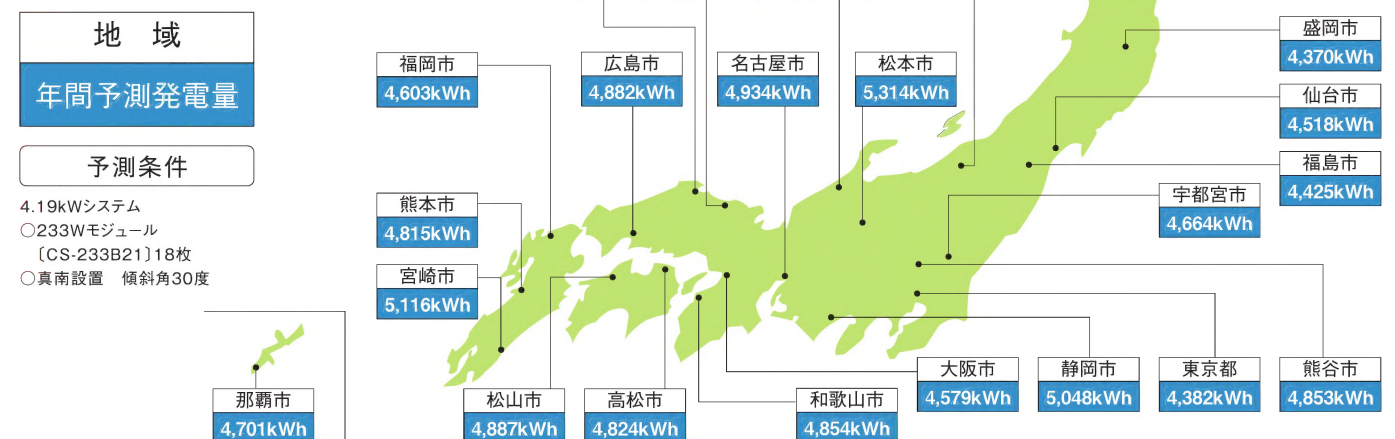 地　域
年間予測発電量
予測条件
4.19kWシステム
○233Wモジュール
〔CS-233B21〕18枚
○真南設置　傾斜角30度
福岡市
4,603kWh
広島市
4,882kWh
名古屋市
4,934kWh
松本市
5,314kWh
盛岡市
4,370kWh
仙台市
4,518kWh
福島市
4,425kWh
宇都宮市
4,664kWh
熊本市
4,815kWh
宮崎市
5,116kWh
那覇市
4,701kWh
松山市
4,887kWh
高松市
4,824kWh
和歌山市
4,854kWh
大阪市
4,579kWh
静岡市
5,048kWh
東京都
4,382kWh
熊谷市
4,853kWh